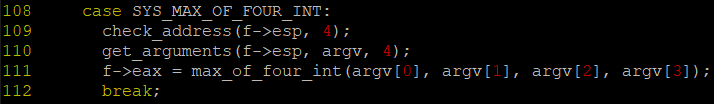 108      case SYS_MAX_OF_FOUR_INT:
109        check_address(f->esp, 4);
110        get_arguments(f->esp, argv, 4);
111        f->eax = max_of_four_int(argv[0], argv[1], argv[2], argv[3]);
112        break;